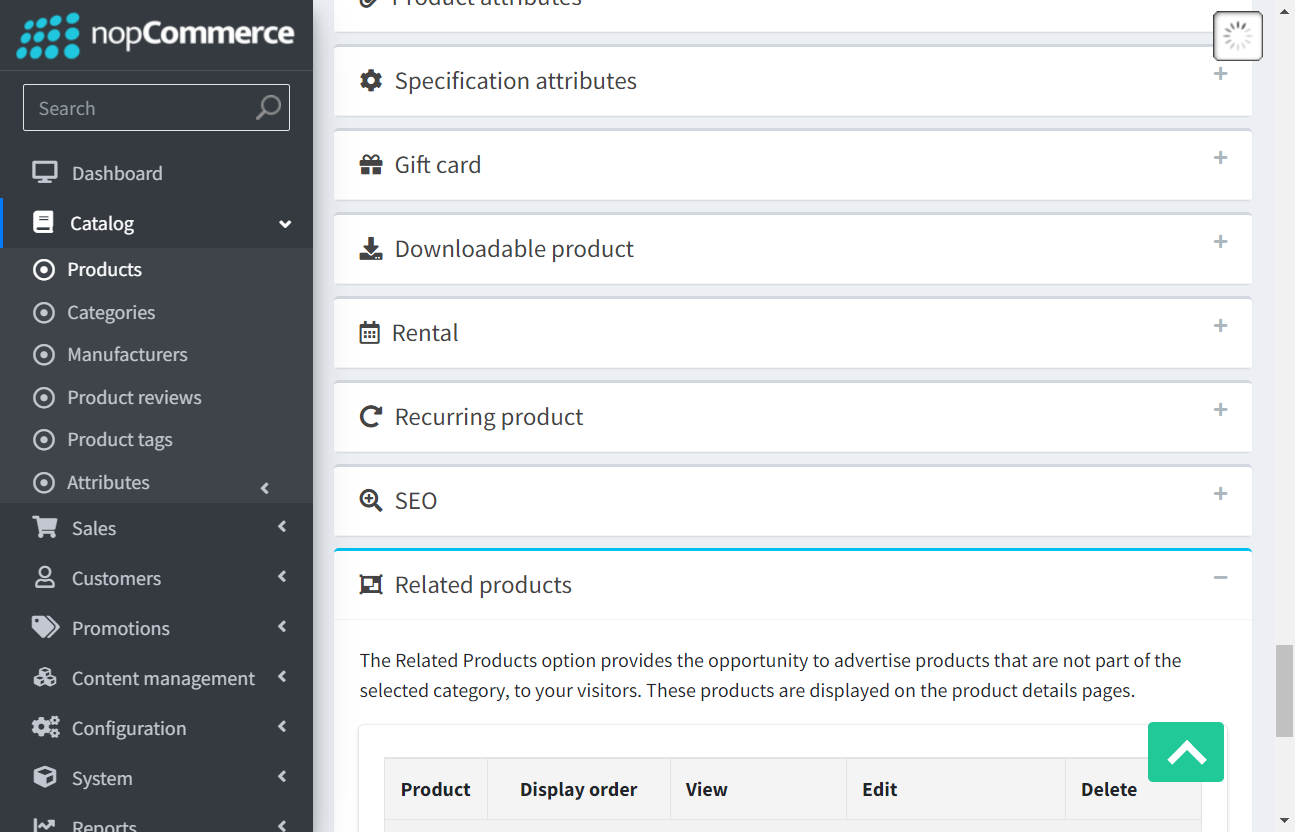 nopCommerce
Search
Dashboard
Catalog
Products
Categories
Manufacturers
Product reviews
Product tags
Attributes
Sales
Customers
Promotions
Content management
Configuration
System
Reports
Product attributes
Specification attributes
Gift card
Downloadable product
Rental
Recurring product
SEO
Related products
The Related Products option provides the opportunity to advertise products that are not part of the
selected category, to your visitors. These products are displayed on the product details pages.
Product Display order View Edit Delete